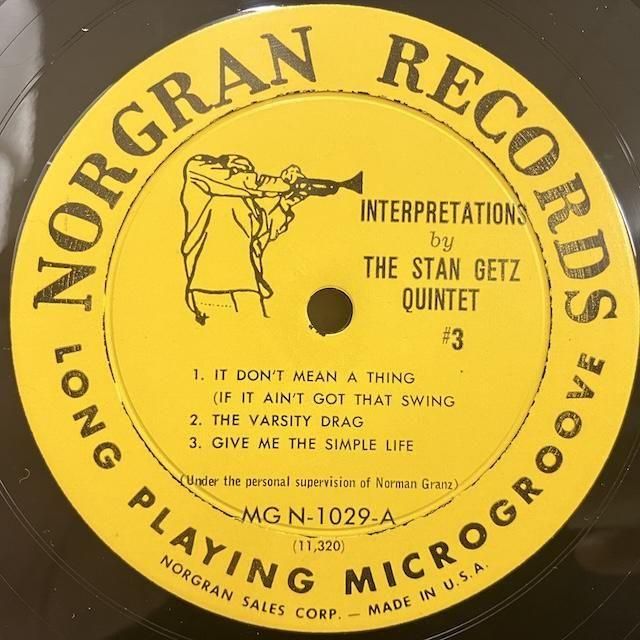 NORGRAN RECORDS
INTERPRETATIONS
by
THE STAN GETZ
QUINTET
#3
1. IT DON'T MEAN A THING
(IF IT AIN'T GOT THAT SWING
2. THE VARSITY DRAG
3. GIVE ME THE SIMPLE LIFE
(Under the personal supervision of Norman Granz)
MG N-1029-A
(11,320)
LONG PLAYING MICROGROOVE
NORGRAN SALES CORP. — MADE IN U.S.A.